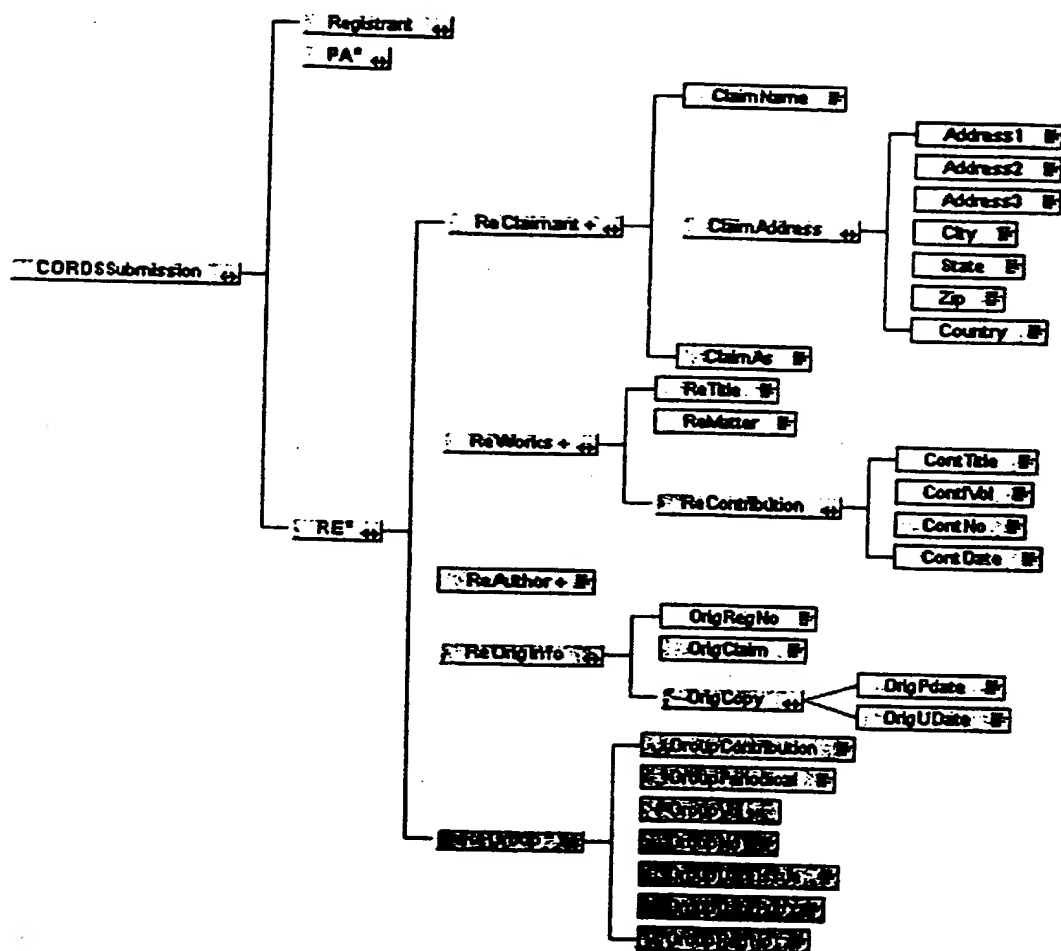 Registrant
PA*
ClaimName
Address1
Address2
Address3
ReClaimant +
ClaimAddress
City
CORDSSubmission
State
Zip
Country
ClaimAs
ReTitle
ReMatter
ReWorks +
ContTitle
ContVol
ReContribution
ContNo
RE*
ContDate
ReAuthor +
OrigRegNo
ReOrigInfo
OrigClaim
OrigPdate
OrigCopy
OrigUDate
GroupContribution
GroupPeriodical